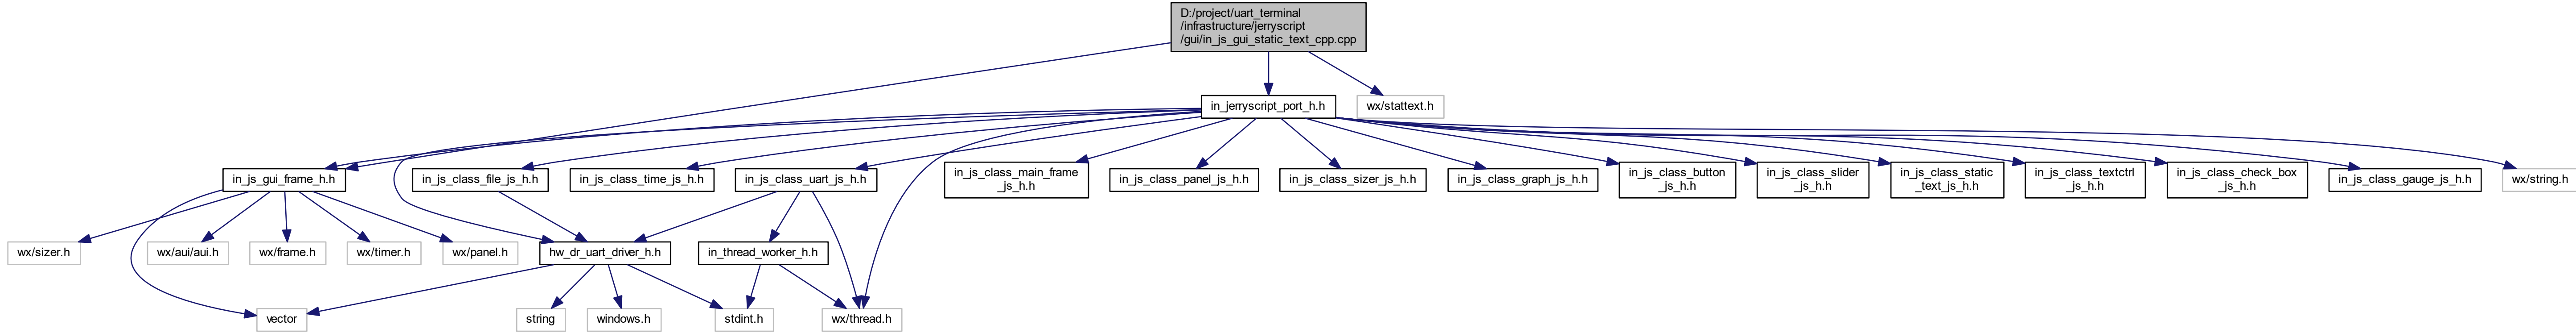 D:/project/uart_terminal
/infrastructure/jerryscript
/gui/in_js_gui_static_text_cpp.cpp
in_jerryscript_port_h.h
wx/stattext.h
in_js_gui_frame_h.h
in_js_class_file_js_h.h
in_js_class_time_js_h.h
in_js_class_uart_js_h.h
in_js_class_main_frame
_js_h.h
in_js_class_panel_js_h.h
in_js_class_sizer_js_h.h
in_js_class_graph_js_h.h
in_js_class_button
_js_h.h
in_js_class_slider
_js_h.h
in_js_class_static
_text_js_h.h
in_js_class_textctrl
_js_h.h
in_js_class_check_box
_js_h.h
in_js_class_gauge_js_h.h
wx/string.h
wx/sizer.h
wx/aui/aui.h
wx/frame.h
wx/timer.h
wx/panel.h
hw_dr_uart_driver_h.h
in_thread_worker_h.h
vector
string
windows.h
stdint.h
wx/thread.h